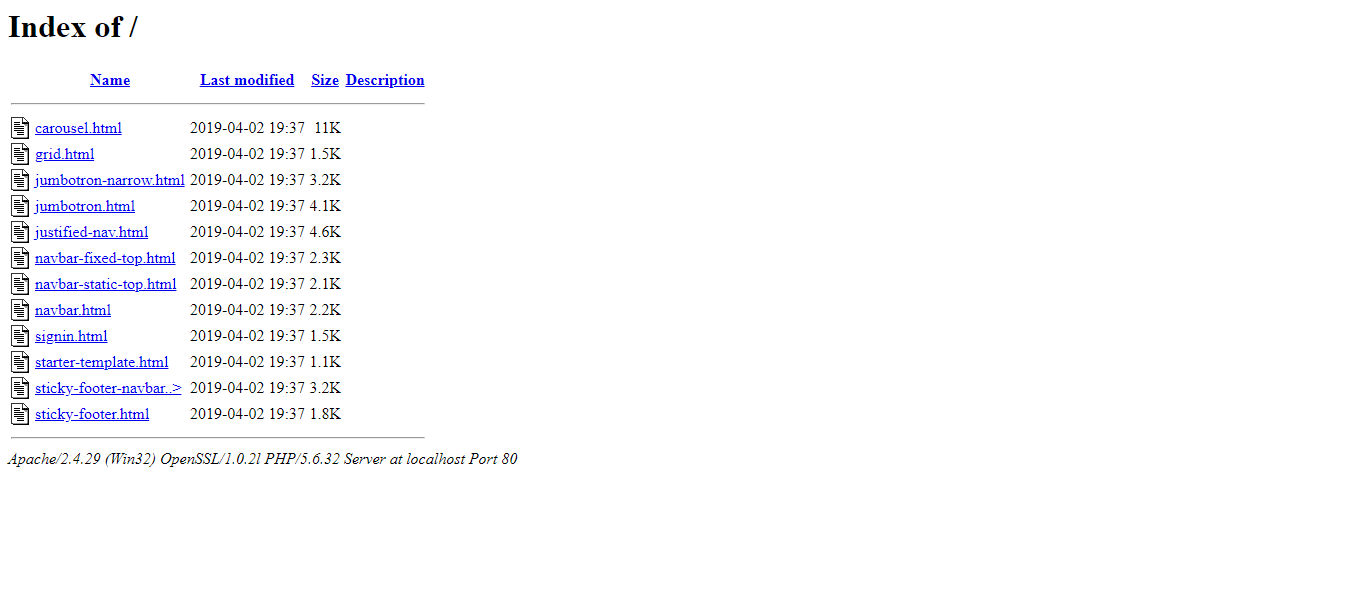 Index of /
Name Last modified Size Description
carousel.html 2019-04-02 19:37 11K
grid.html 2019-04-02 19:37 1.5K
jumbotron-narrow.html 2019-04-02 19:37 3.2K
jumbotron.html 2019-04-02 19:37 4.1K
justified-nav.html 2019-04-02 19:37 4.6K
navbar-fixed-top.html 2019-04-02 19:37 2.3K
navbar-static-top.html 2019-04-02 19:37 2.1K
navbar.html 2019-04-02 19:37 2.2K
signin.html 2019-04-02 19:37 1.5K
starter-template.html 2019-04-02 19:37 1.1K
sticky-footer-navbar..> 2019-04-02 19:37 3.2K
sticky-footer.html 2019-04-02 19:37 1.8K
Apache/2.4.29 (Win32) OpenSSL/1.0.2l PHP/5.6.32 Server at localhost Port 80